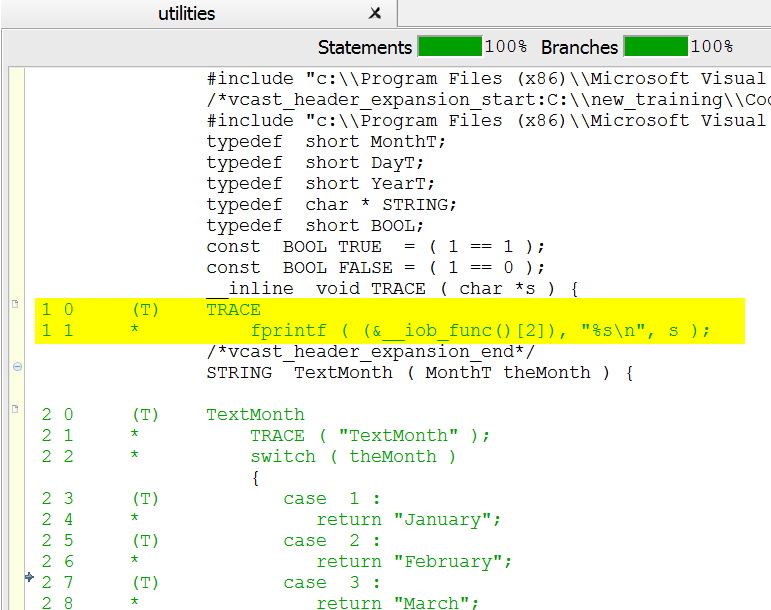 utilities X
Statements 100% Branches 100%
#include "c:\\Program Files (x86)\\Microsoft Visual
/*vcast_header_expansion_start:C:\\new_training\\Coo
#include "c:\\Program Files (x86)\\Microsoft Visual
typedef  short MonthT;
typedef  short DayT;
typedef  short YearT;
typedef  char * STRING;
typedef  short BOOL;
const  BOOL TRUE  = ( 1 == 1 );
const  BOOL FALSE = ( 1 == 0 );
__inline  void TRACE ( char *s ) {
1 0 (T) TRACE
1 1 * fprintf ( (&__iob_func()[2]), "%s\n", s );
/*vcast_header_expansion_end*/
STRING  TextMonth ( MonthT theMonth ) {
2 0 (T) TextMonth
2 1 * TRACE ( "TextMonth" );
2 2 * switch ( theMonth )
{
2 3 (T) case  1 :
2 4 * return "January";
2 5 (T) case  2 :
2 6 * return "February";
2 7 (T) case  3 :
2 8 * return "March";